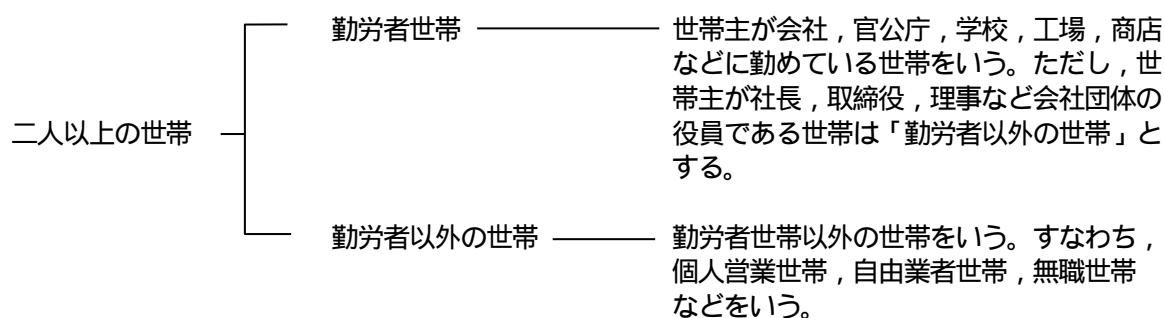 勤労者世帯
世帯主が会社，官公庁，学校，工場，商店
などに勤めている世帯をいう。ただし，世
帯主が社長，取締役，理事など会社団体の
役員である世帯は「勤労者以外の世帯」と
する。
二人以上の世帯
勤労者以外の世帯
勤労者世帯以外の世帯をいう。すなわち，
個人営業世帯，自由業者世帯，無職世帯
などをいう。